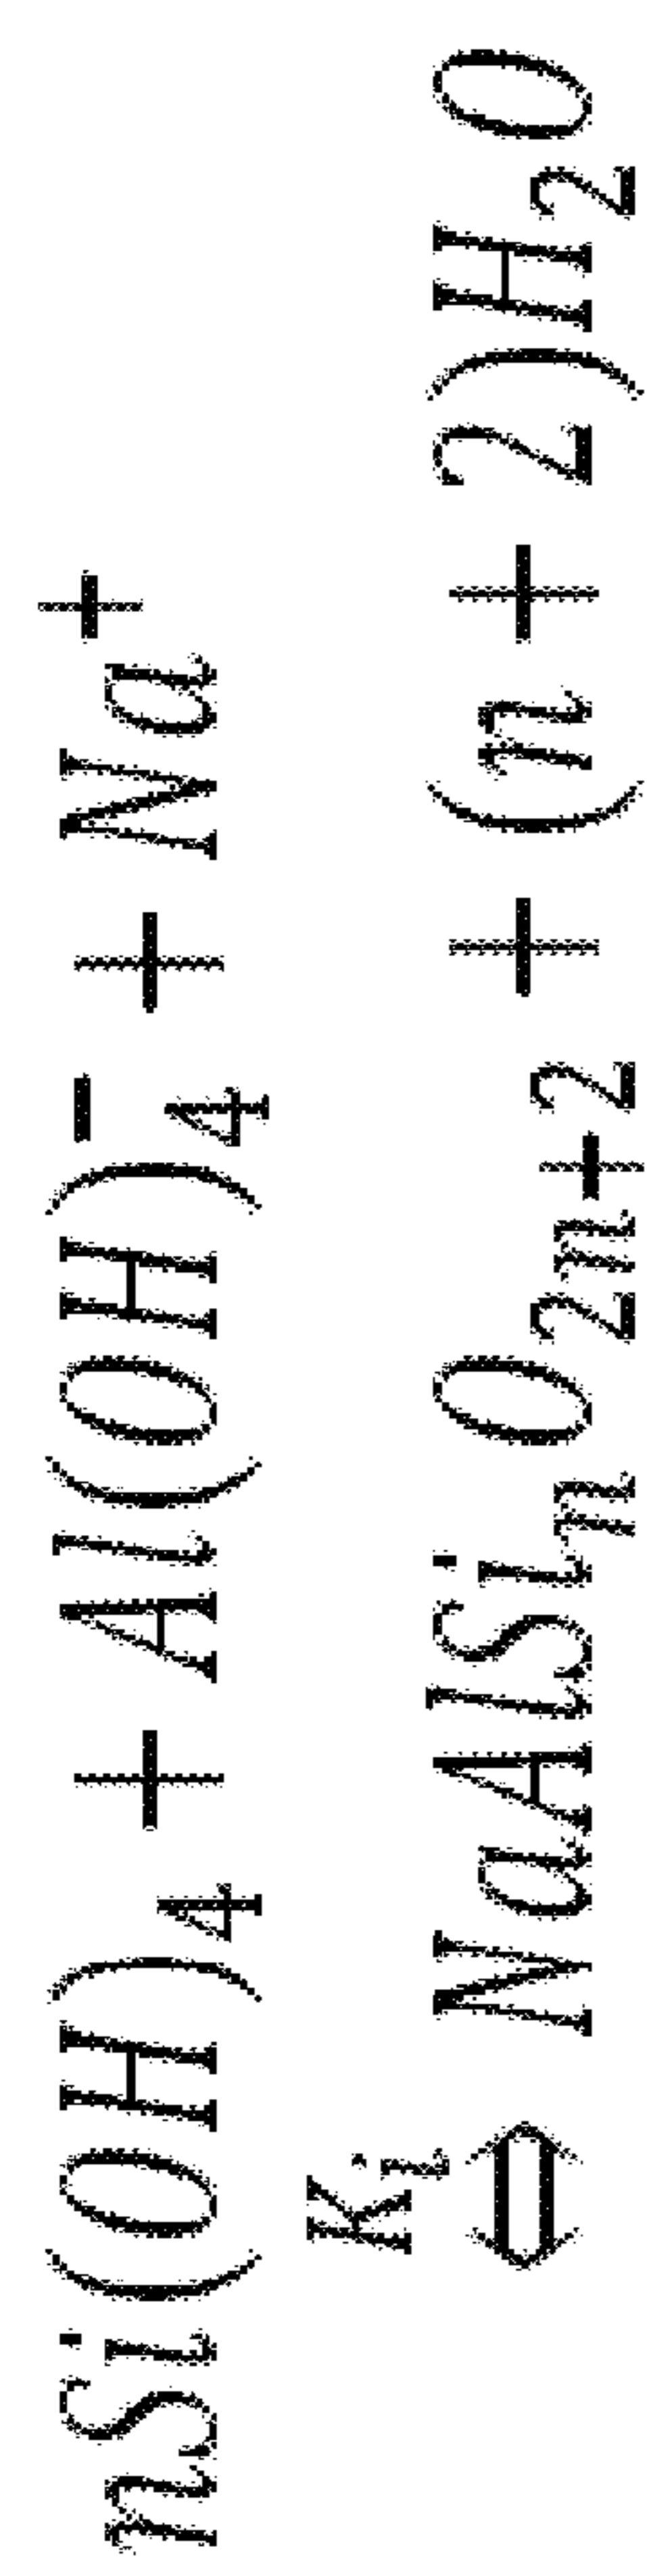 nSi(OH)₄ + Al(OH)₄⁻ + Na⁺
Kᵢ
⇔ NaAlSiₙO₂ₙ₊₂ + (n + 2)H₂O